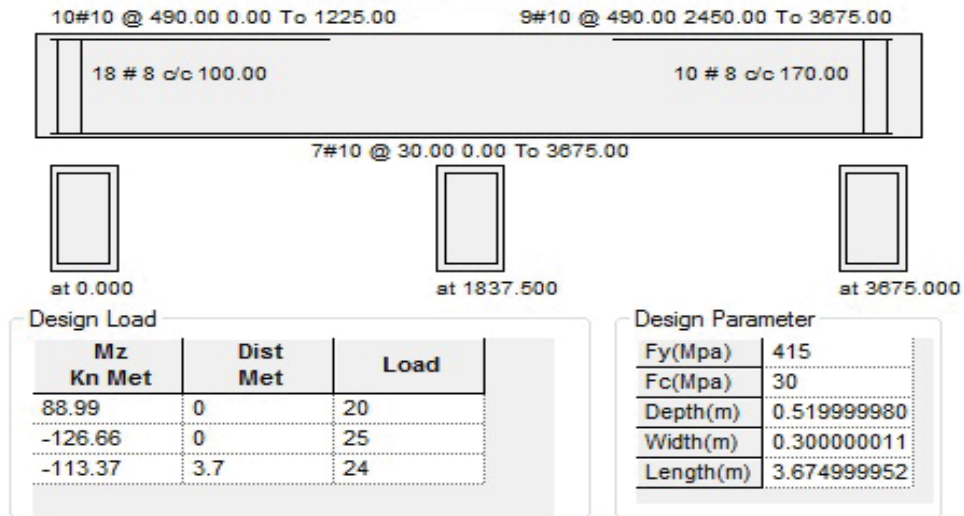 10#10 @ 490.00 0.00 To 1225.00 9#10 @ 490.00 2450.00 To 3675.00
18 # 8 c/c 100.00 10 # 8 c/c 170.00
7#10 @ 30.00 0.00 To 3675.00
at 0.000 at 1837.500 at 3675.000
Design Load Design Parameter
Mz Kn Met Dist Met Load
88.99 0 20
-126.66 0 25
-113.37 3.7 24
Fy(Mpa) 415
Fc(Mpa) 30
Depth(m) 0.519999980
Width(m) 0.300000011
Length(m) 3.674999952